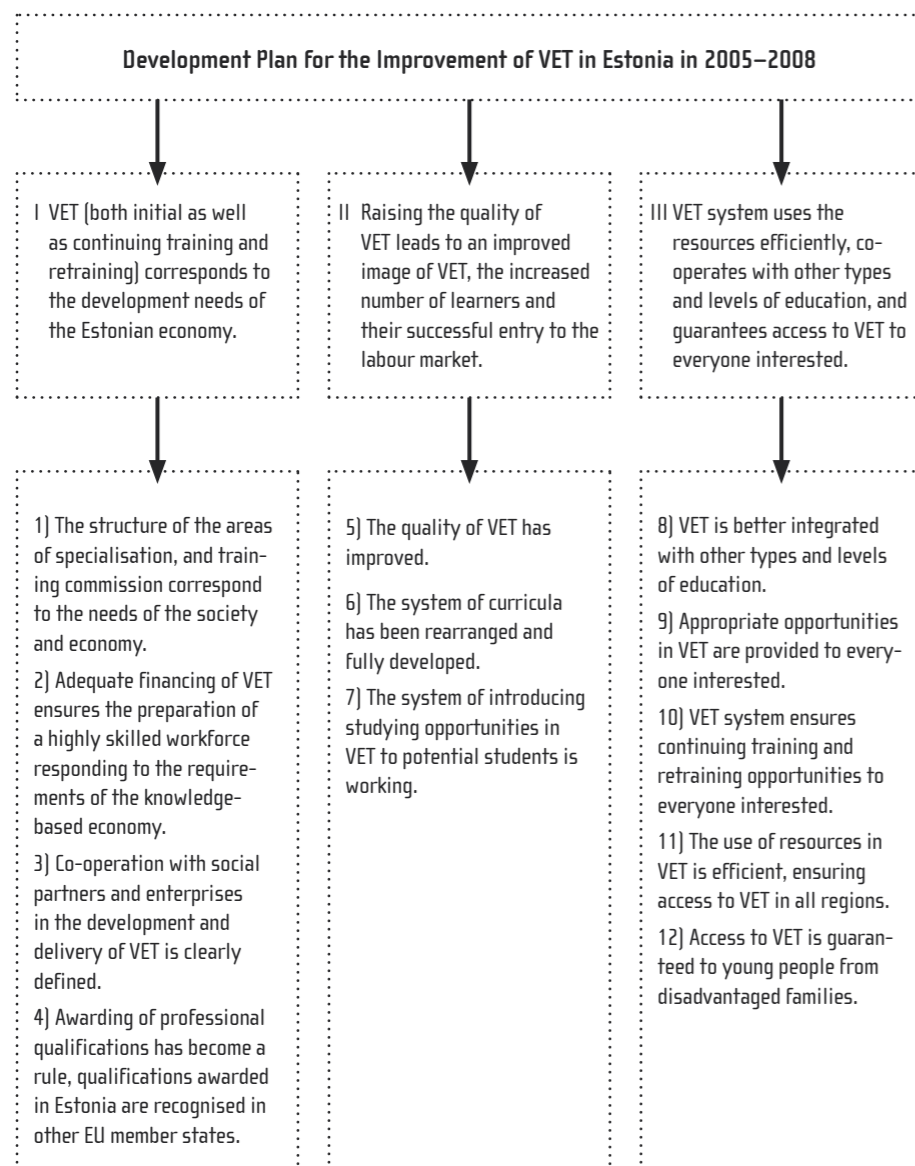 Development Plan for the Improvement of VET in Estonia in 2005–2008
I VET (both initial as well
as continuing training and
retraining) corresponds to
the development needs of
the Estonian economy.
II Raising the quality of
VET leads to an improved
image of VET, the increased
number of learners and
their successful entry to the
labour market.
III VET system uses the
resources efficiently, co-
operates with other types
and levels of education, and
guarantees access to VET to
everyone interested.
1) The structure of the areas
of specialisation, and train-
ing commission correspond
to the needs of the society
and economy.
2) Adequate financing of VET
ensures the preparation of
a highly skilled workforce
responding to the require-
ments of the knowledge-
based economy.
3) Co-operation with social
partners and enterprises
in the development and
delivery of VET is clearly
defined.
4) Awarding of professional
qualifications has become a
rule, qualifications awarded
in Estonia are recognised in
other EU member states.
5) The quality of VET has
improved.
6) The system of curricula
has been rearranged and
fully developed.
7) The system of introducing
studying opportunities in
VET to potential students is
working.
8) VET is better integrated
with other types and levels
of education.
9) Appropriate opportunities
in VET are provided to every-
one interested.
10) VET system ensures
continuing training and
retraining opportunities to
everyone interested.
11) The use of resources in
VET is efficient, ensuring
access to VET in all regions.
12) Access to VET is guaran-
teed to young people from
disadvantaged families.